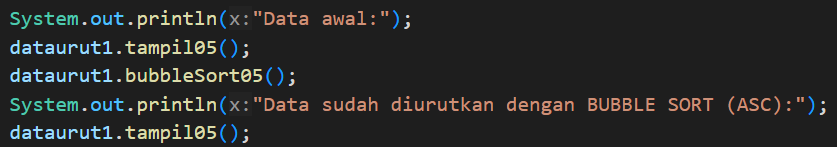 System.out.println(x:"Data awal:");
dataurut1.tampil05();
dataurut1.bubbleSort05();
System.out.println(x:"Data sudah diurutkan dengan BUBBLE SORT (ASC):");
dataurut1.tampil05();